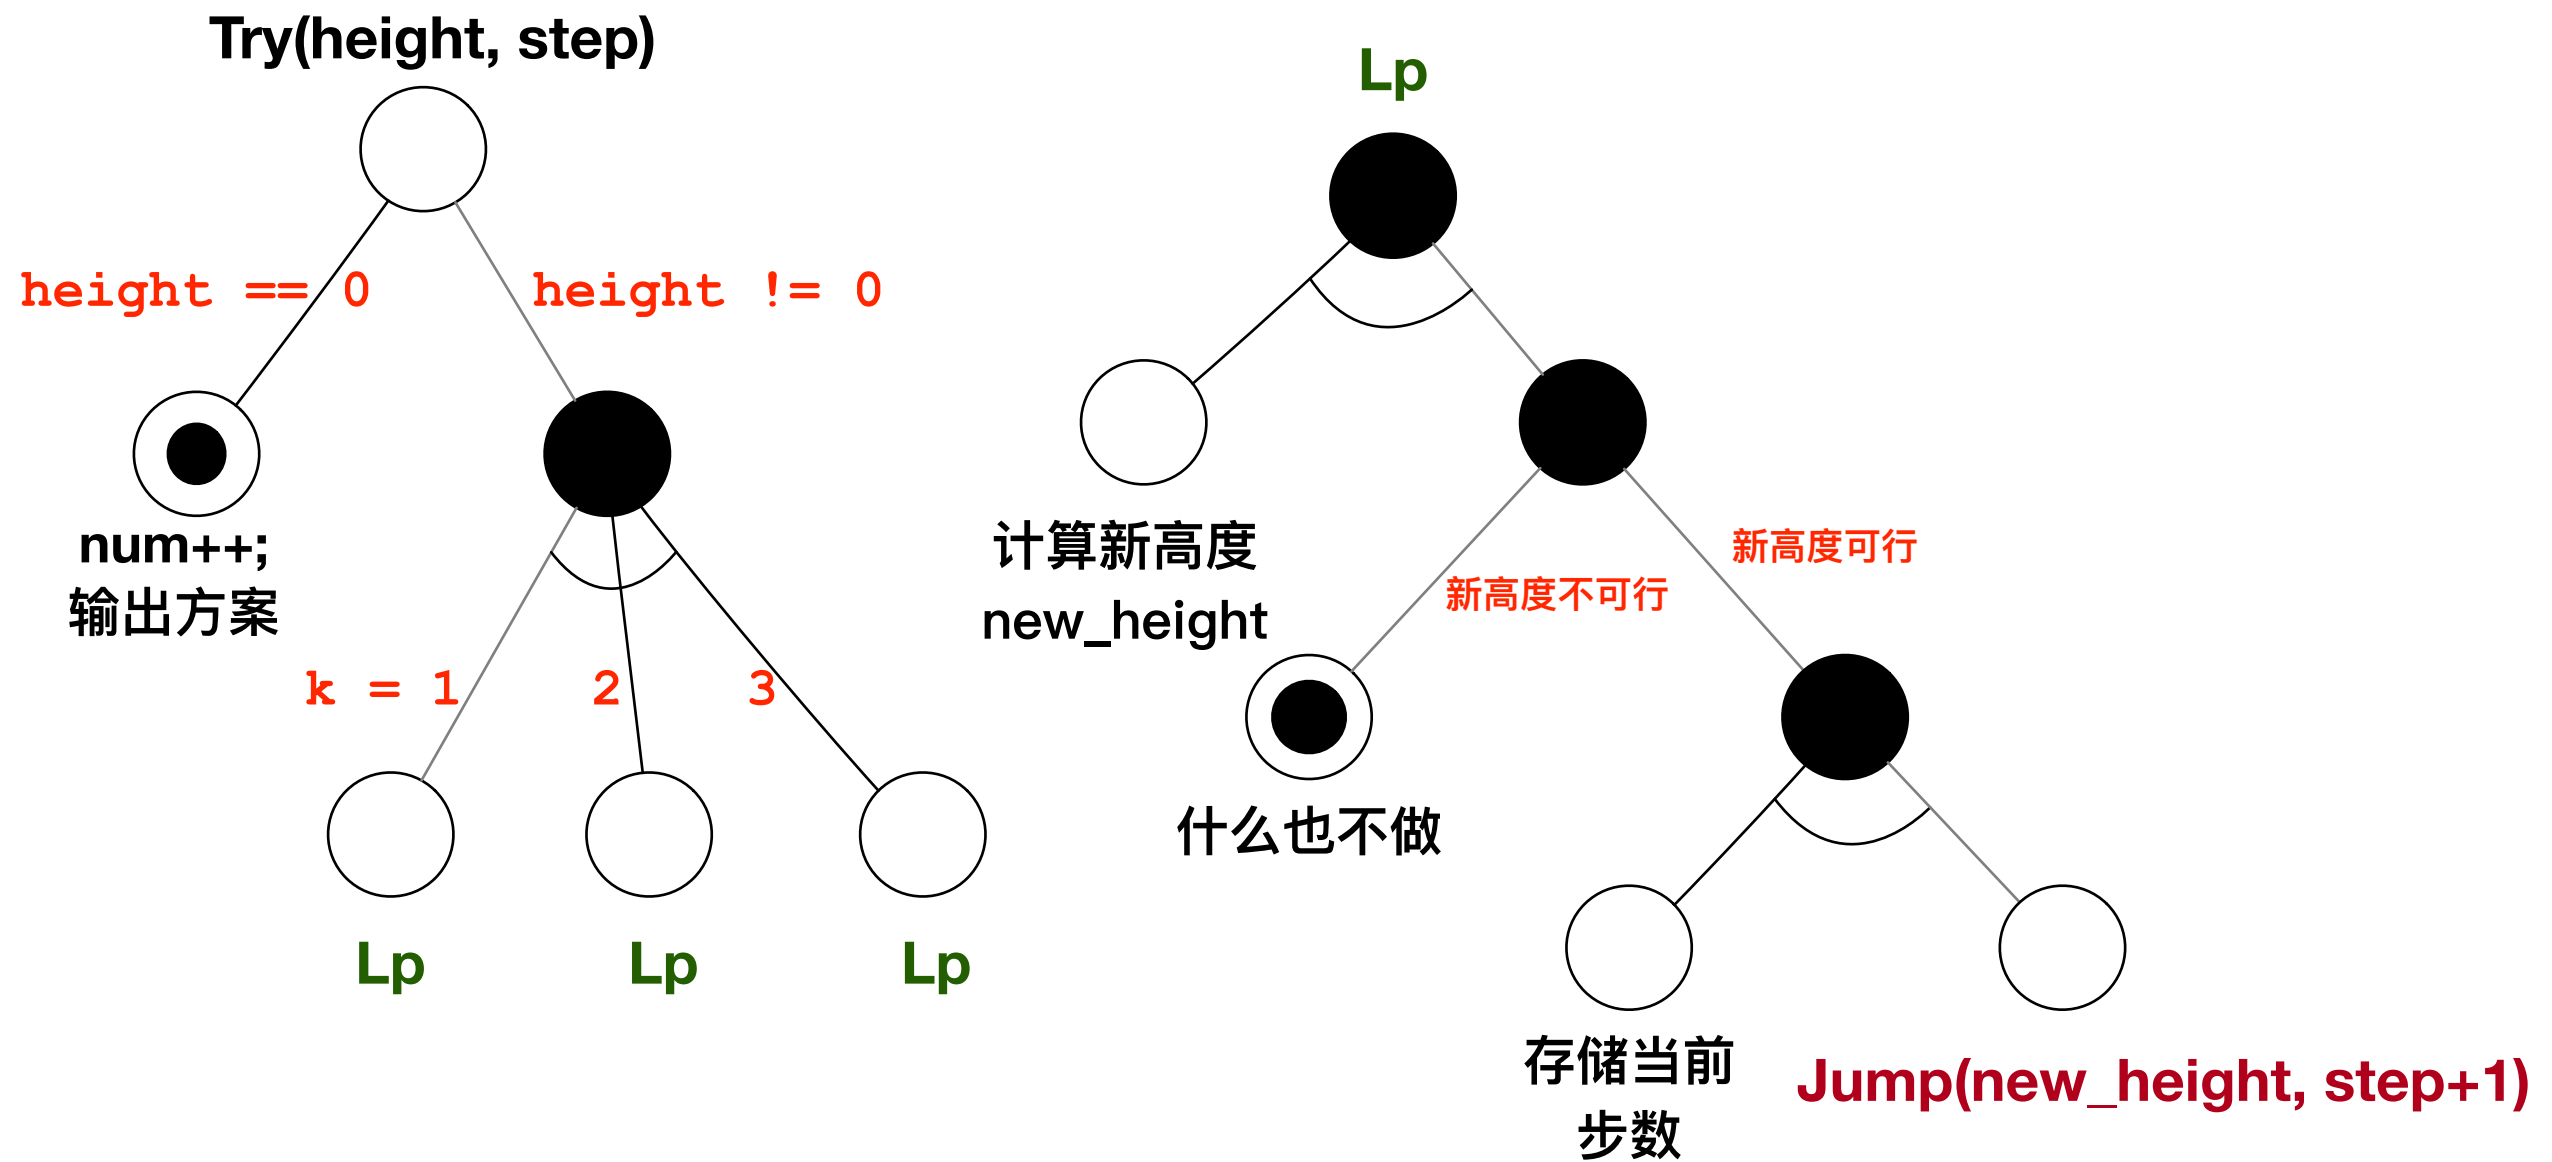 Try(height, step)
height == 0
height != 0
num++;
输出方案
k = 1
2
3
Lp
Lp
Lp
Lp
计算新高度
new_height
新高度不可行
新高度可行
什么也不做
存储当前
步数
Jump(new_height, step+1)